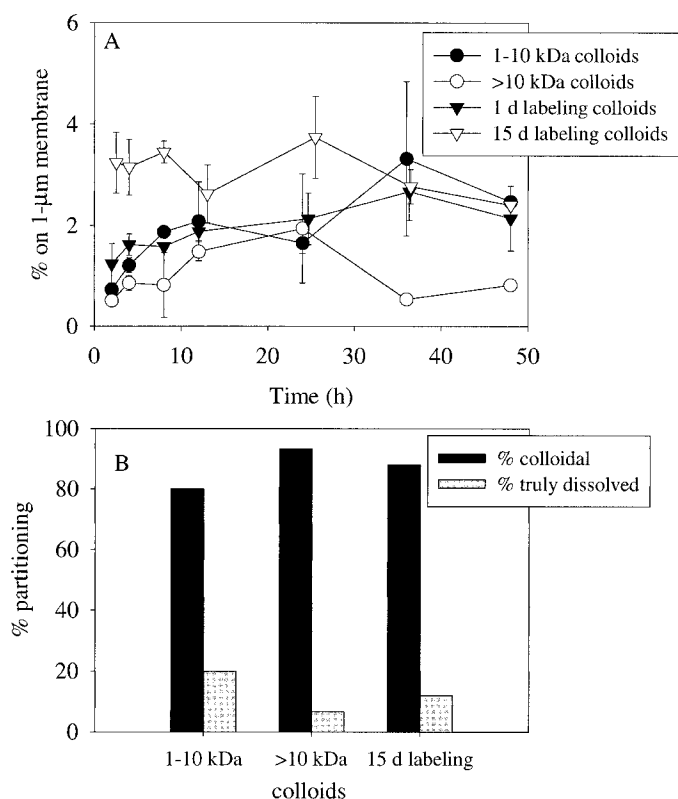 6
A
1-10 kDa colloids
>10 kDa colloids
1 d labeling colloids
15 d labeling colloids
4
2
0
% on 1-μm membrane
0 10 20 30 40 50
Time (h)
100
B
% colloidal
% truly dissolved
80
60
40
20
0
% partitioning
1-10 kDa >10 kDa 15 d labeling
colloids